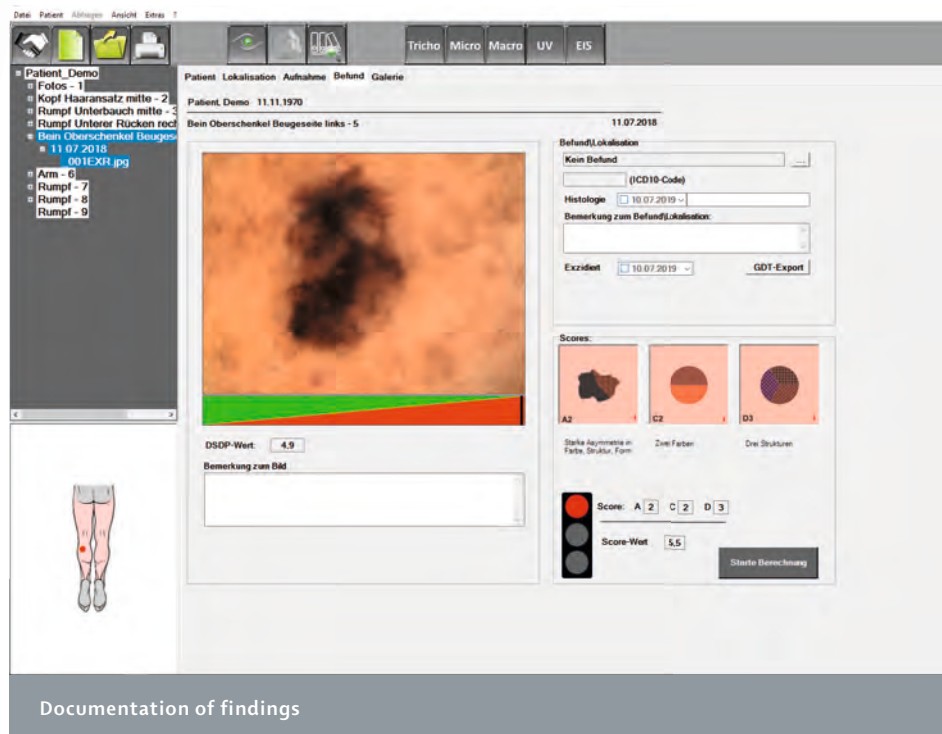 Datei Patient Abfragen Ansicht Extras ?
Tricho Micro Macro UV EIS
Patient_Demo
Fotos - 1
Kopf Haaransatz mitte - 2
Rumpf Unterbauch mitte - 3
Rumpf Unterer Rücken rech
Bein Oberschenkel Beuges
11 07 2018
_001EXR.jpg
Arm - 6
Rumpf - 7
Rumpf - 8
Rumpf - 9
Patient Lokalisation Aufnahme Befund Galerie
Patient, Demo 11.11.1970
Bein Oberschenkel Beugeseite links - 5 11.07.2018
DSDP-Wert: 4.9
Bemerkung zum Bild
Befund\Lokalisation
Kein Befund ...
(ICD10-Code)
Histologie 10.07.2019
Bemerkung zum Befund\Lokalisation:
Exzidiert 10.07.2019 GDT-Export
Scores:
A2 C2 D3
Starke Asymmetrie in Zwei Farben Drei Strukturen
Farbe, Struktur, Form
Score: A 2 C 2 D 3
Score-Wert 5,5
Starte Berechnung
Documentation of findings